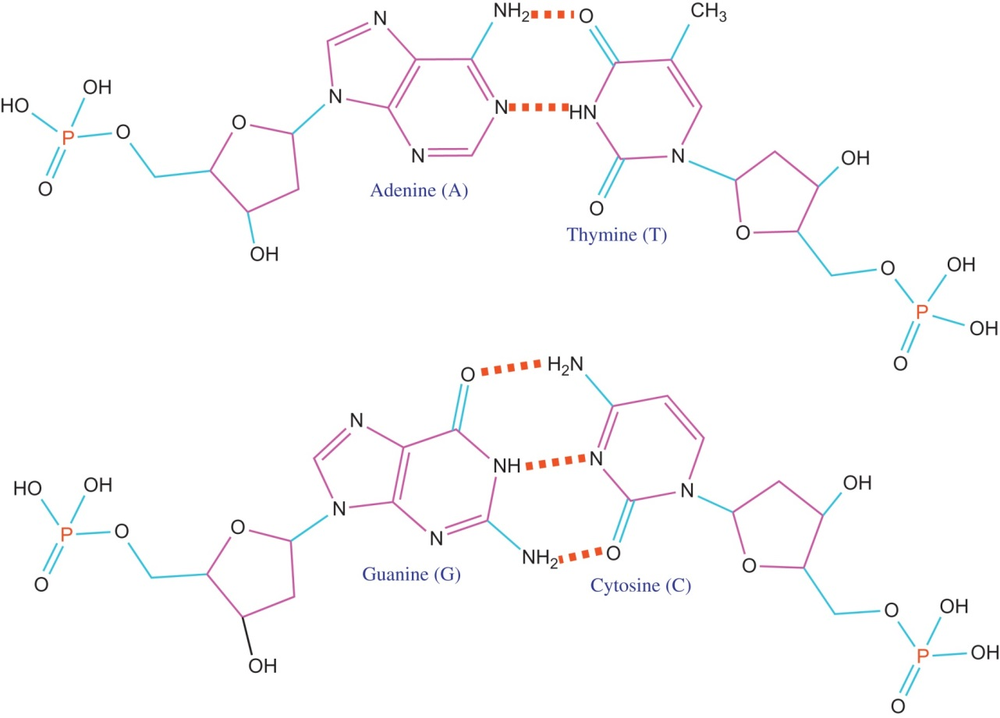 N
NH₂
O
CH₃
OH
HO
N
N
HN
O
P
O
N
N
OH
O
Adenine (A)
O
Thymine (T)
O
OH
O
OH
P
OH
O
O
H₂N
N
NH
N
HO
OH
N
N
OH
P
O
O
N
NH₂
O
O
Guanine (G)
Cytosine (C)
O
O
OH
P
OH
OH
O